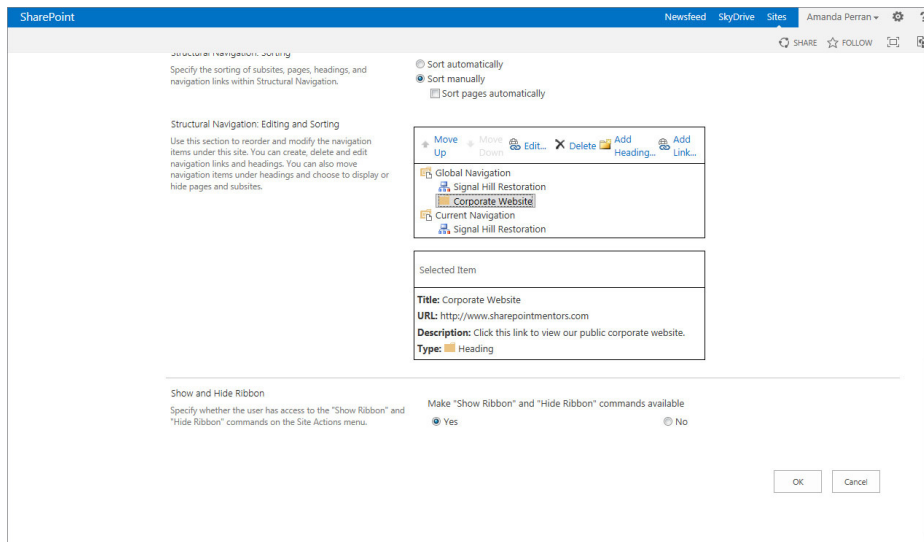 SharePoint Newsfeed SkyDrive Sites Amanda Perran ?
SHARE FOLLOW
Structural Navigation: Sorting
Specify the sorting of subsites, pages, headings, and
navigation links within Structural Navigation.
Sort automatically
Sort manually
Sort pages automatically
Structural Navigation: Editing and Sorting
Use this section to reorder and modify the navigation
items under this site. You can create, delete and edit
navigation links and headings. You can also move
navigation items under headings and choose to display or
hide pages and subsites.
Move Up Move Down Edit... Delete Add Heading... Add Link...
Global Navigation
Signal Hill Restoration
Corporate Website
Current Navigation
Signal Hill Restoration
Selected Item
Title: Corporate Website
URL: http://www.sharepointmentors.com
Description: Click this link to view our public corporate website.
Type: Heading
Show and Hide Ribbon
Specify whether the user has access to the "Show Ribbon" and
"Hide Ribbon" commands on the Site Actions menu.
Make "Show Ribbon" and "Hide Ribbon" commands available
Yes No
OK Cancel